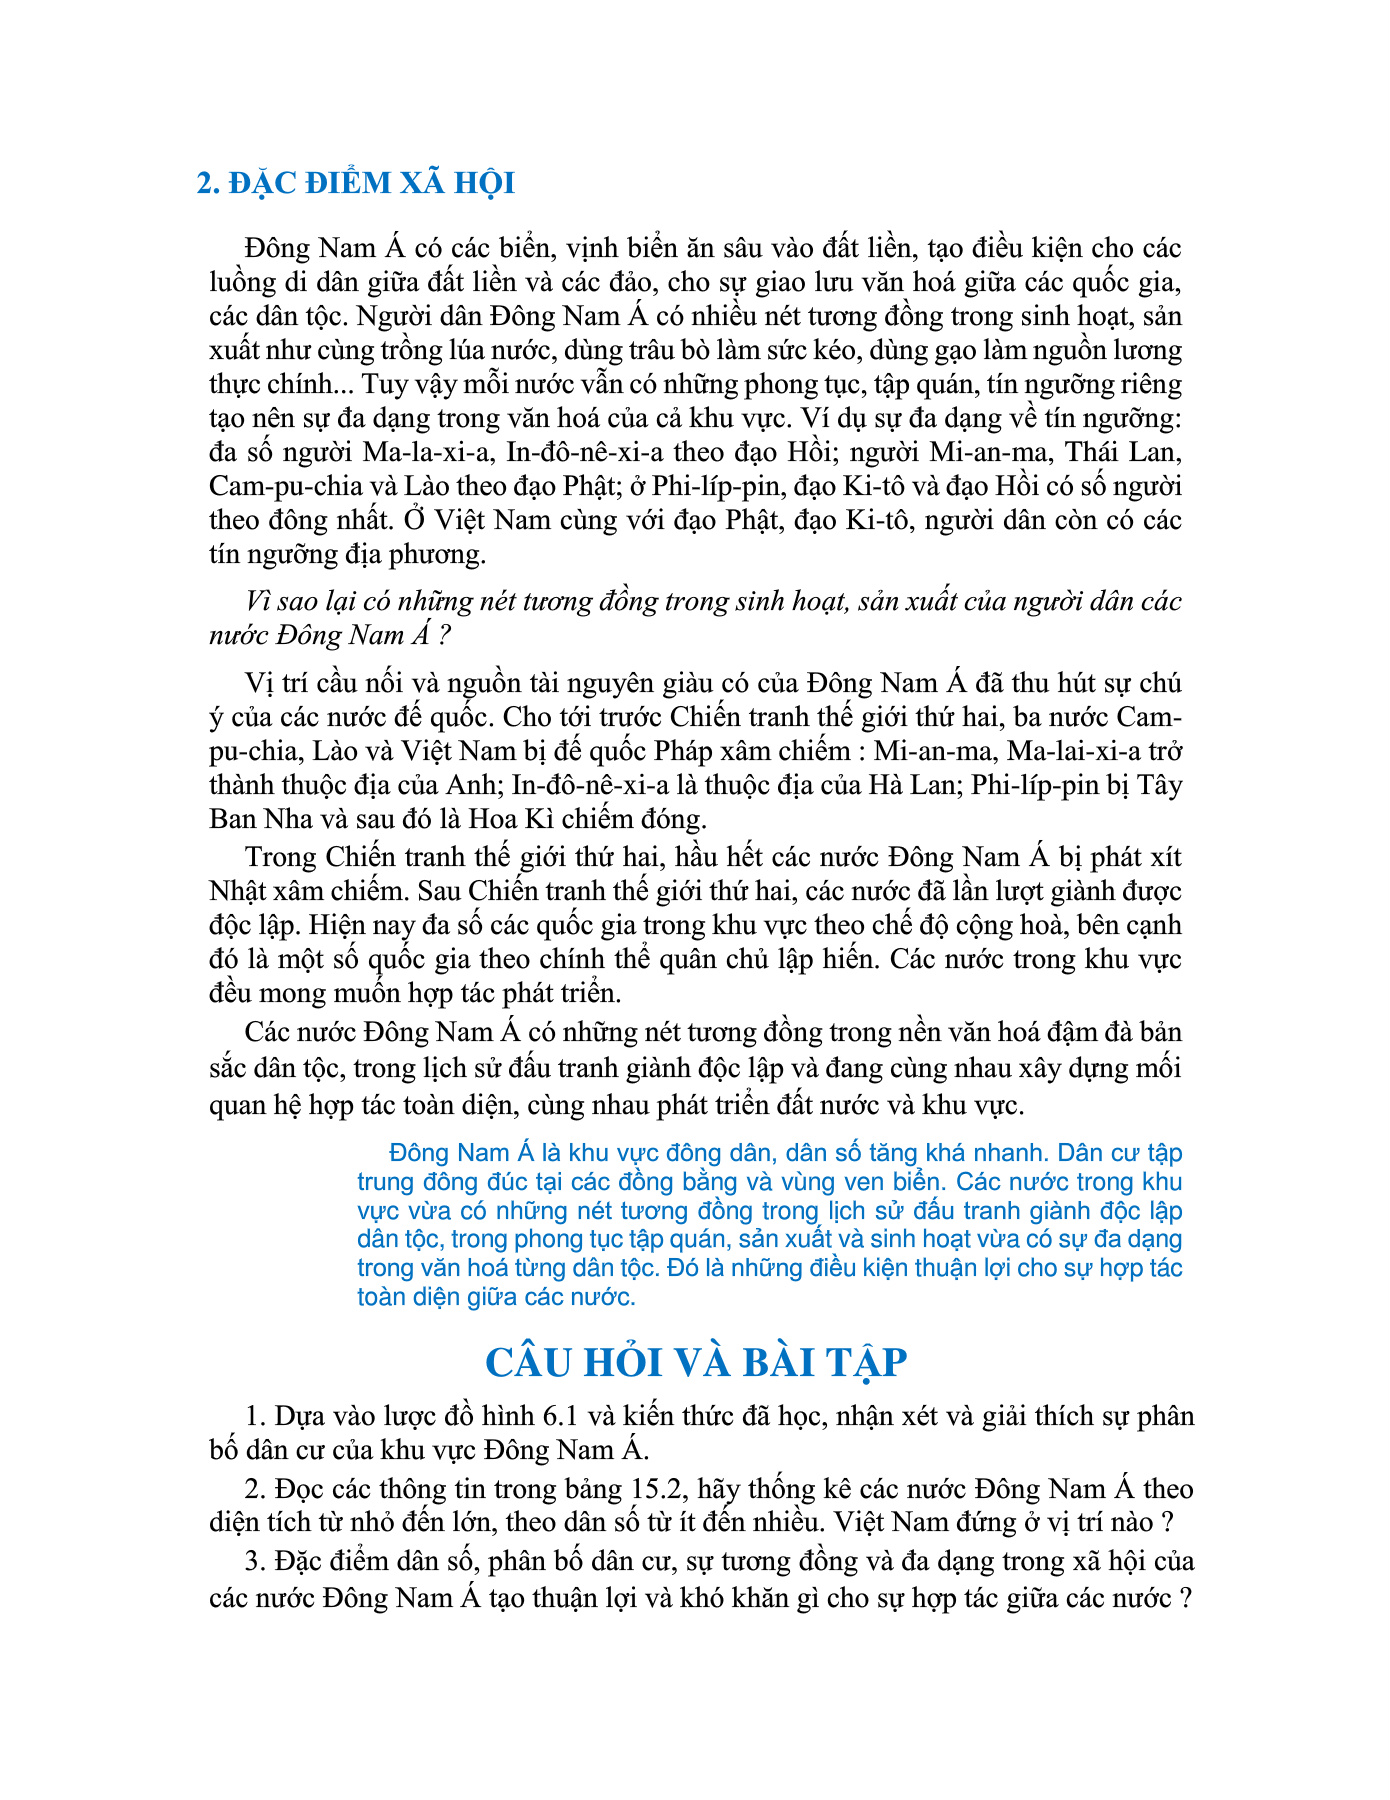 2. ĐẶC ĐIỂM XÃ HỘI
Đông Nam Á có các biển, vịnh biển ăn sâu vào đất liền, tạo điều kiện cho các
luồng di dân giữa đất liền và các đảo, cho sự giao lưu văn hoá giữa các quốc gia,
các dân tộc. Người dân Đông Nam Á có nhiều nét tương đồng trong sinh hoạt, sản
xuất như cùng trồng lúa nước, dùng trâu bò làm sức kéo, dùng gạo làm nguồn lương
thực chính... Tuy vậy mỗi nước vẫn có những phong tục, tập quán, tín ngưỡng riêng
tạo nên sự đa dạng trong văn hoá của cả khu vực. Ví dụ sự đa dạng về tín ngưỡng:
đa số người Ma-la-xi-a, In-đô-nê-xi-a theo đạo Hồi; người Mi-an-ma, Thái Lan,
Cam-pu-chia và Lào theo đạo Phật; ở Phi-líp-pin, đạo Ki-tô và đạo Hồi có số người
theo đông nhất. Ở Việt Nam cùng với đạo Phật, đạo Ki-tô, người dân còn có các
tín ngưỡng địa phương.
Vì sao lại có những nét tương đồng trong sinh hoạt, sản xuất của người dân các
nước Đông Nam Á ?
Vị trí cầu nối và nguồn tài nguyên giàu có của Đông Nam Á đã thu hút sự chú
ý của các nước đế quốc. Cho tới trước Chiến tranh thế giới thứ hai, ba nước Cam-
pu-chia, Lào và Việt Nam bị đế quốc Pháp xâm chiếm : Mi-an-ma, Ma-lai-xi-a trở
thành thuộc địa của Anh; In-đô-nê-xi-a là thuộc địa của Hà Lan; Phi-líp-pin bị Tây
Ban Nha và sau đó là Hoa Kì chiếm đóng.
Trong Chiến tranh thế giới thứ hai, hầu hết các nước Đông Nam Á bị phát xít
Nhật xâm chiếm. Sau Chiến tranh thế giới thứ hai, các nước đã lần lượt giành được
độc lập. Hiện nay đa số các quốc gia trong khu vực theo chế độ cộng hoà, bên cạnh
đó là một số quốc gia theo chính thể quân chủ lập hiến. Các nước trong khu vực
đều mong muốn hợp tác phát triển.
Các nước Đông Nam Á có những nét tương đồng trong nền văn hoá đậm đà bản
sắc dân tộc, trong lịch sử đấu tranh giành độc lập và đang cùng nhau xây dựng mối
quan hệ hợp tác toàn diện, cùng nhau phát triển đất nước và khu vực.
Đông Nam Á là khu vực đông dân, dân số tăng khá nhanh. Dân cư tập
trung đông đúc tại các đồng bằng và vùng ven biển. Các nước trong khu
vực vừa có những nét tương đồng trong lịch sử đấu tranh giành độc lập
dân tộc, trong phong tục tập quán, sản xuất và sinh hoạt vừa có sự đa dạng
trong văn hoá từng dân tộc. Đó là những điều kiện thuận lợi cho sự hợp tác
toàn diện giữa các nước.
CÂU HỎI VÀ BÀI TẬP
1. Dựa vào lược đồ hình 6.1 và kiến thức đã học, nhận xét và giải thích sự phân
bố dân cư của khu vực Đông Nam Á.
2. Đọc các thông tin trong bảng 15.2, hãy thống kê các nước Đông Nam Á theo
diện tích từ nhỏ đến lớn, theo dân số từ ít đến nhiều. Việt Nam đứng ở vị trí nào ?
3. Đặc điểm dân số, phân bố dân cư, sự tương đồng và đa dạng trong xã hội của
các nước Đông Nam Á tạo thuận lợi và khó khăn gì cho sự hợp tác giữa các nước ?